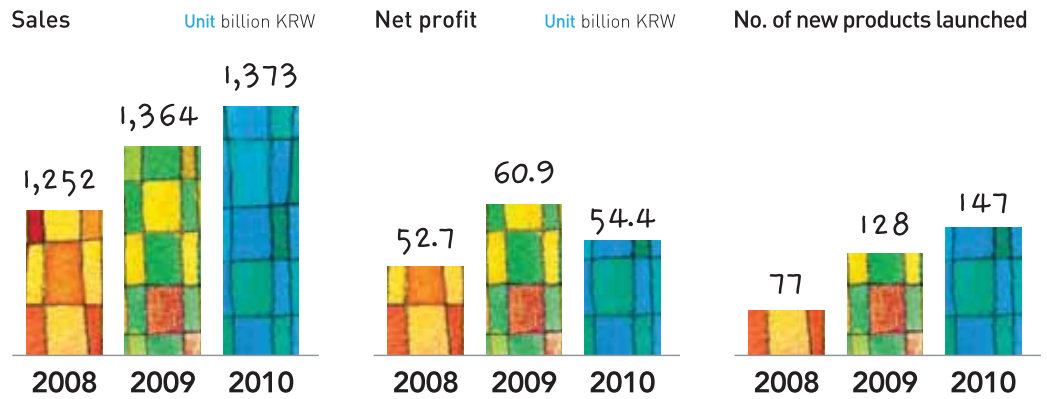 Sales
Unit billion KRW
1,252
1,364
1,373
2008 2009 2010
Net profit
Unit billion KRW
52.7
60.9
54.4
2008 2009 2010
No. of new products launched
77
128
147
2008 2009 2010